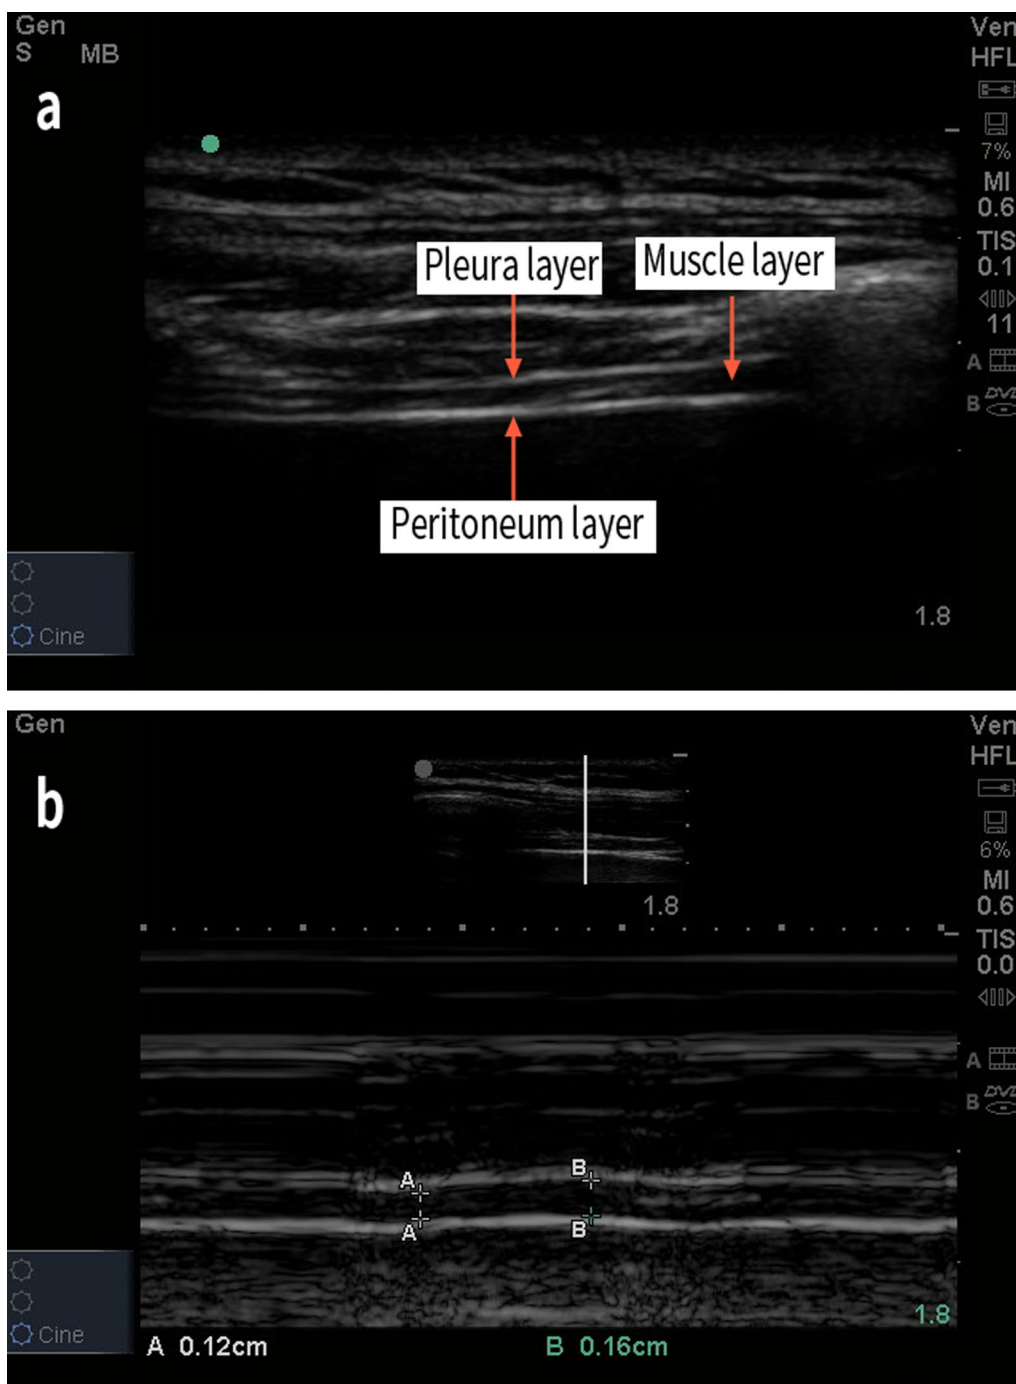 Gen
S MB
a
Ven
HFL
7%
MI
0.6
TIS
0.1
11
A
B DVD
Pleura layer
Muscle layer
Peritoneum layer
Cine
1.8
Gen
b
Ven
HFL
6%
MI
0.6
TIS
0.0
A
B DVD
1.8
A
B
A
B
Cine
1.8
A 0.12cm
B 0.16cm